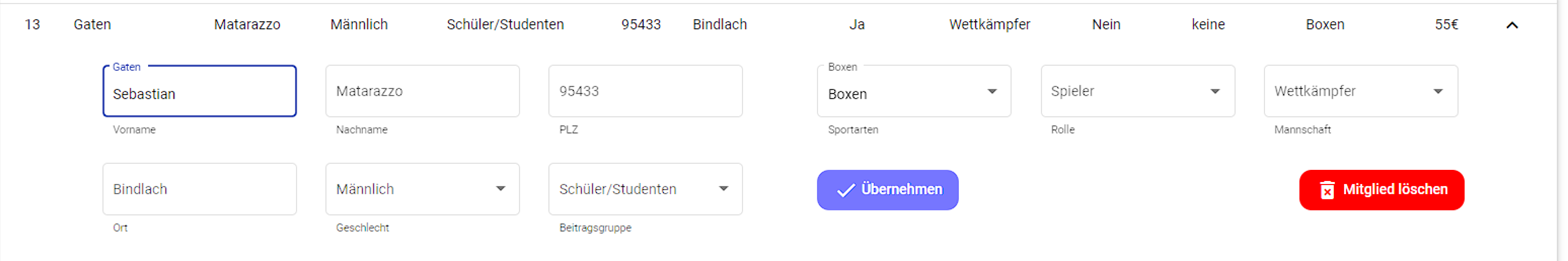 13 Gaten Matarazzo Männlich Schüler/Studenten 95433 Bindlach Ja Wettkämpfer Nein keine Boxen 55€
Gaten Boxen
Sebastian Matarazzo 95433 Boxen Spieler Wettkämpfer
Vorname Nachname PLZ Sportarten Rolle Mannschaft
Bindlach Männlich Schüler/Studenten Übernehmen Mitglied löschen
Ort Geschlecht Beitragsgruppe